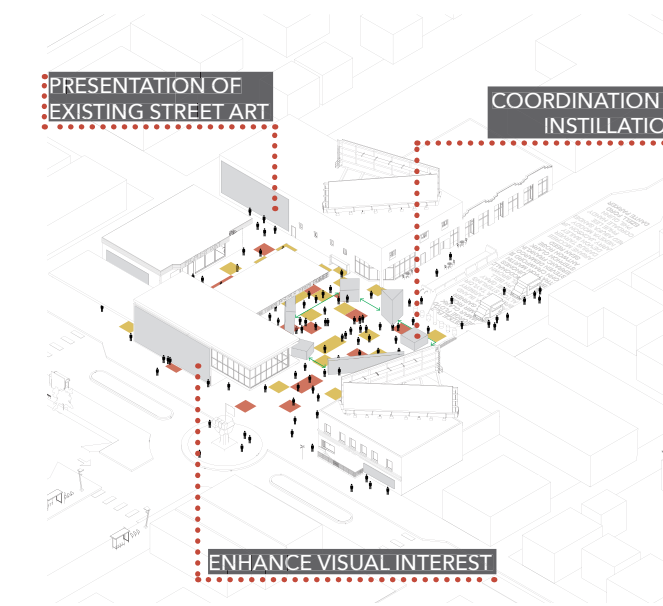 PRESENTATION OF
EXISTING STREET ART
COORDINATION
INSTILLATIO
ENHANCE VISUAL INTEREST